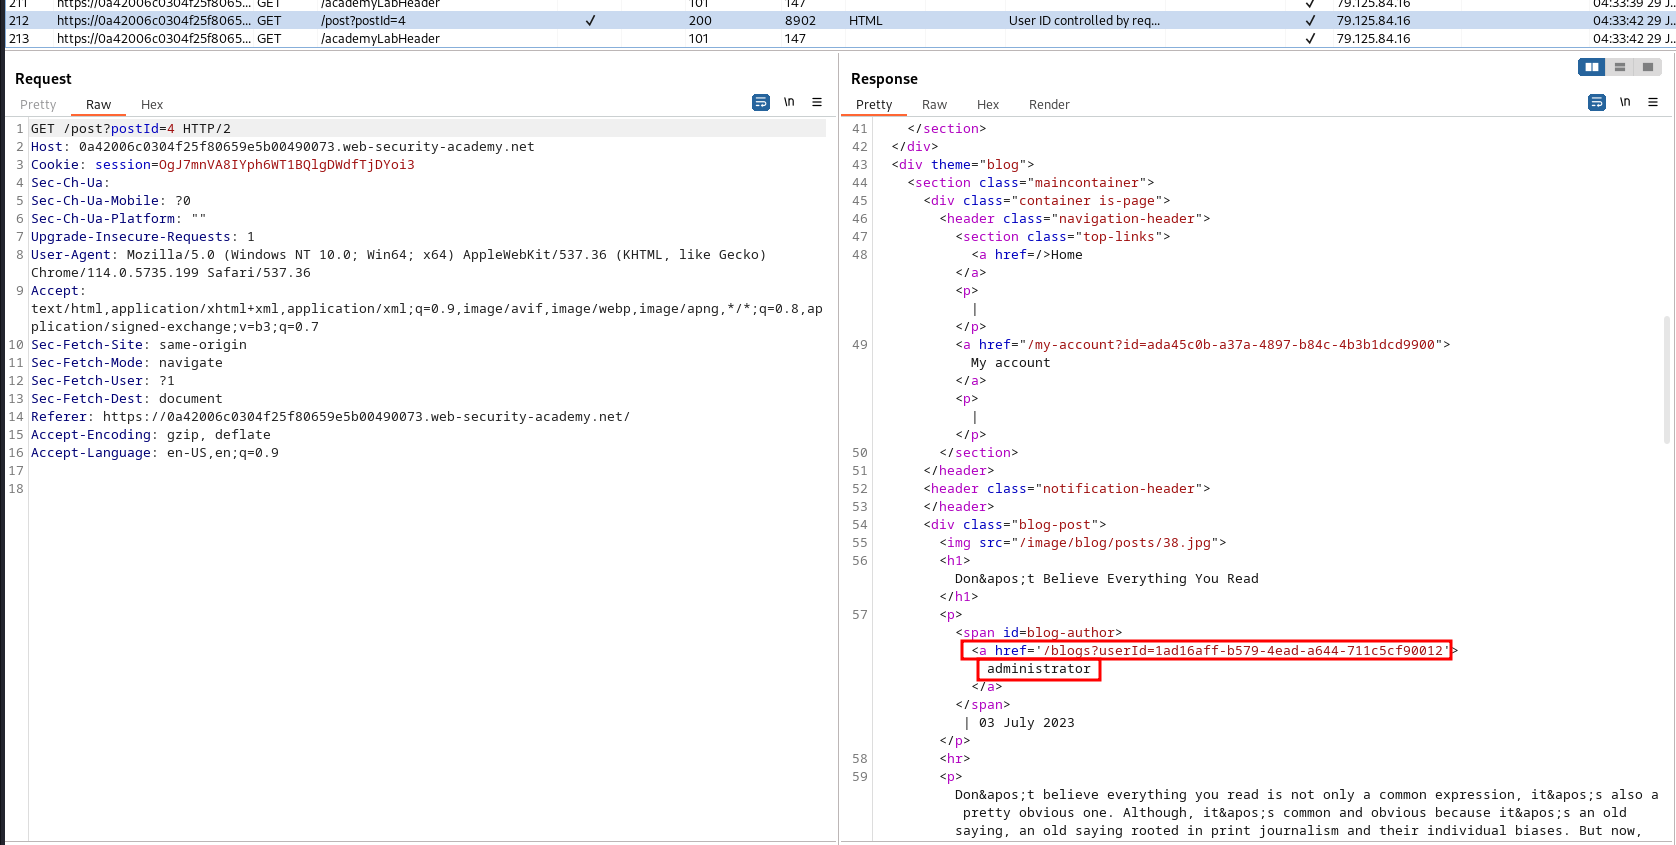 211 https://0a42006c0304f25f8065... GET /academyLabHeader 101 147 ✓ 79.125.84.16 04:33:39 29 J...
212 https://0a42006c0304f25f8065... GET /post?postId=4 ✓ 200 8902 HTML User ID controlled by req... ✓ 79.125.84.16 04:33:42 29 J...
213 https://0a42006c0304f25f8065... GET /academyLabHeader 101 147 ✓ 79.125.84.16 04:33:42 29 J...
Request
Pretty Raw Hex \n
1 GET /post?postId=4 HTTP/2
2 Host: 0a42006c0304f25f80659e5b00490073.web-security-academy.net
3 Cookie: session=OgJ7mnVA8IYph6WT1BQlgDWdfTjDYoi3
4 Sec-Ch-Ua:
5 Sec-Ch-Ua-Mobile: ?0
6 Sec-Ch-Ua-Platform: ""
7 Upgrade-Insecure-Requests: 1
8 User-Agent: Mozilla/5.0 (Windows NT 10.0; Win64; x64) AppleWebKit/537.36 (KHTML, like Gecko)
Chrome/114.0.5735.199 Safari/537.36
9 Accept:
text/html,application/xhtml+xml,application/xml;q=0.9,image/avif,image/webp,image/apng,*/*;q=0.8,ap
plication/signed-exchange;v=b3;q=0.7
10 Sec-Fetch-Site: same-origin
11 Sec-Fetch-Mode: navigate
12 Sec-Fetch-User: ?1
13 Sec-Fetch-Dest: document
14 Referer: https://0a42006c0304f25f80659e5b00490073.web-security-academy.net/
15 Accept-Encoding: gzip, deflate
16 Accept-Language: en-US,en;q=0.9
17
18
Response
Pretty Raw Hex Render \n
41 </section>
42 </div>
43 <div theme="blog">
44 <section class="maincontainer">
45 <div class="container is-page">
46 <header class="navigation-header">
47 <section class="top-links">
48 <a href=/>Home
</a>
<p>
|
</p>
49 <a href="/my-account?id=ada45c0b-a37a-4897-b84c-4b3b1dcd9900">
My account
</a>
<p>
|
</p>
50 </section>
51 </header>
52 <header class="notification-header">
53 </header>
54 <div class="blog-post">
55 <img src="/image/blog/posts/38.jpg">
56 <h1>
Don&apos;t Believe Everything You Read
</h1>
57 <p>
<span id=blog-author>
<a href='/blogs?userId=1ad16aff-b579-4ead-a644-711c5cf90012'>
administrator
</a>
</span>
| 03 July 2023
</p>
58 <hr>
59 <p>
Don&apos;t believe everything you read is not only a common expression, it&apos;s also a
pretty obvious one. Although, it&apos;s common and obvious because it&apos;s an old
saying, an old saying rooted in print journalism and their individual biases. But now,